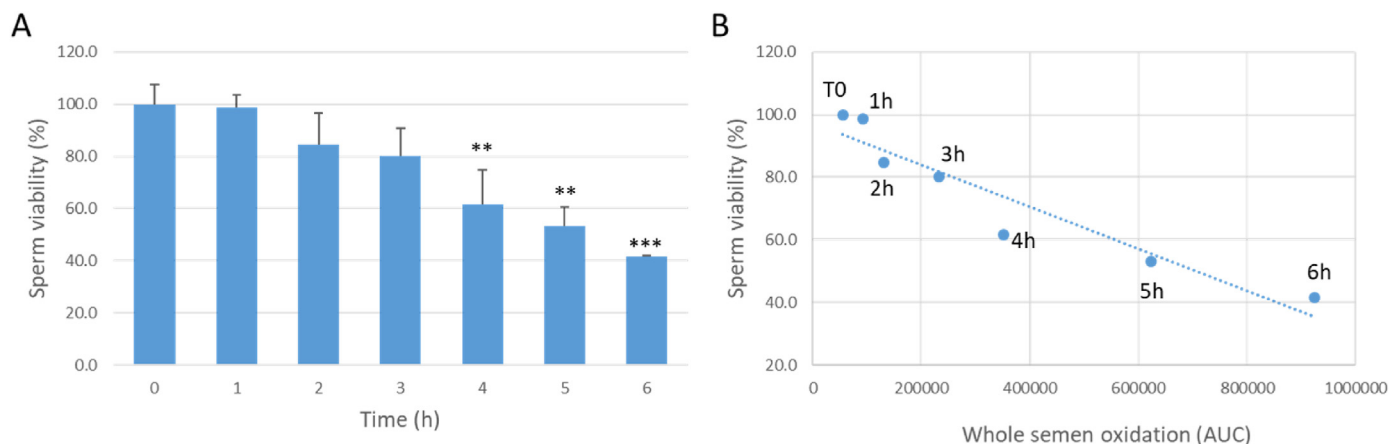 A
120.0
100.0
80.0
60.0
40.0
20.0
0.0
Sperm viability (%)
**
**
***
0 1 2 3 4 5 6
Time (h)
B
120.0
100.0
80.0
60.0
40.0
20.0
Sperm viability (%)
T0
1h
2h
3h
4h
5h
6h
0 200000 400000 600000 800000 1000000
Whole semen oxidation (AUC)